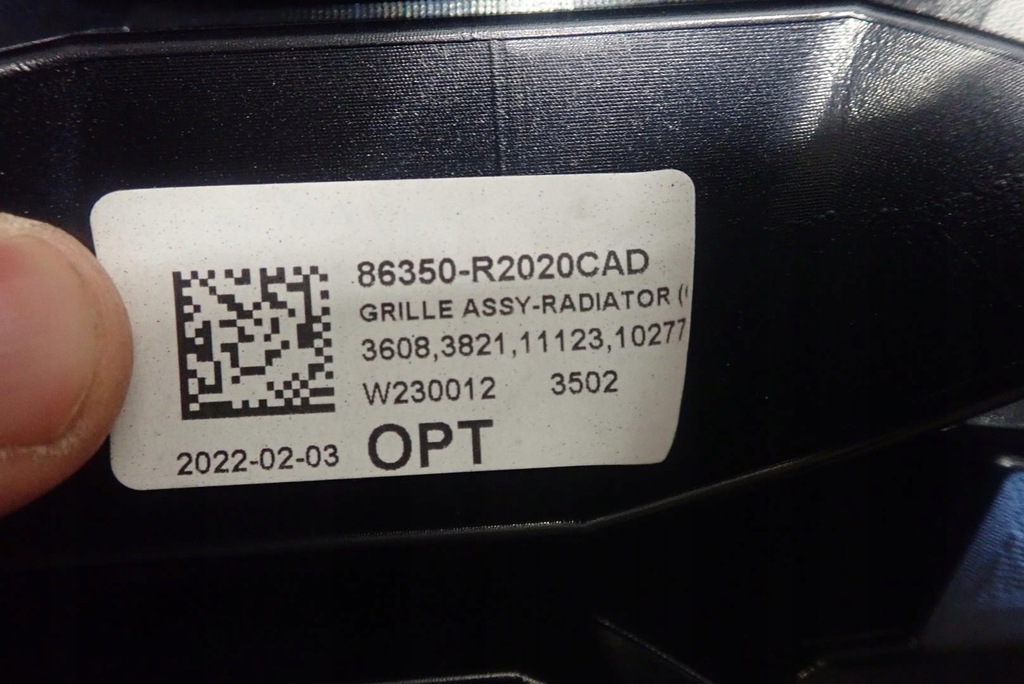 86350-R2020CAD
GRILLE ASSY-RADIATOR (
3608,3821,11123,10277
W230012 3502
2022-02-03 OPT